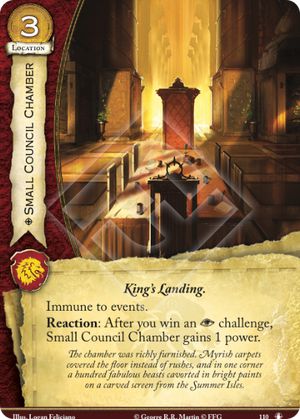 3
LOCATION
SMALL COUNCIL CHAMBER
King's Landing.
Immune to events.
Reaction: After you win an challenge,
Small Council Chamber gains 1 power.
The chamber was richly furnished. Myrish carpets
covered the floor instead of rushes, and in one corner
a hundred fabulous beasts cavorted in bright paints
on a carved screen from the Summer Isles.
Illus. Logan Feliciano
© George R.R. Martin © FFG
110